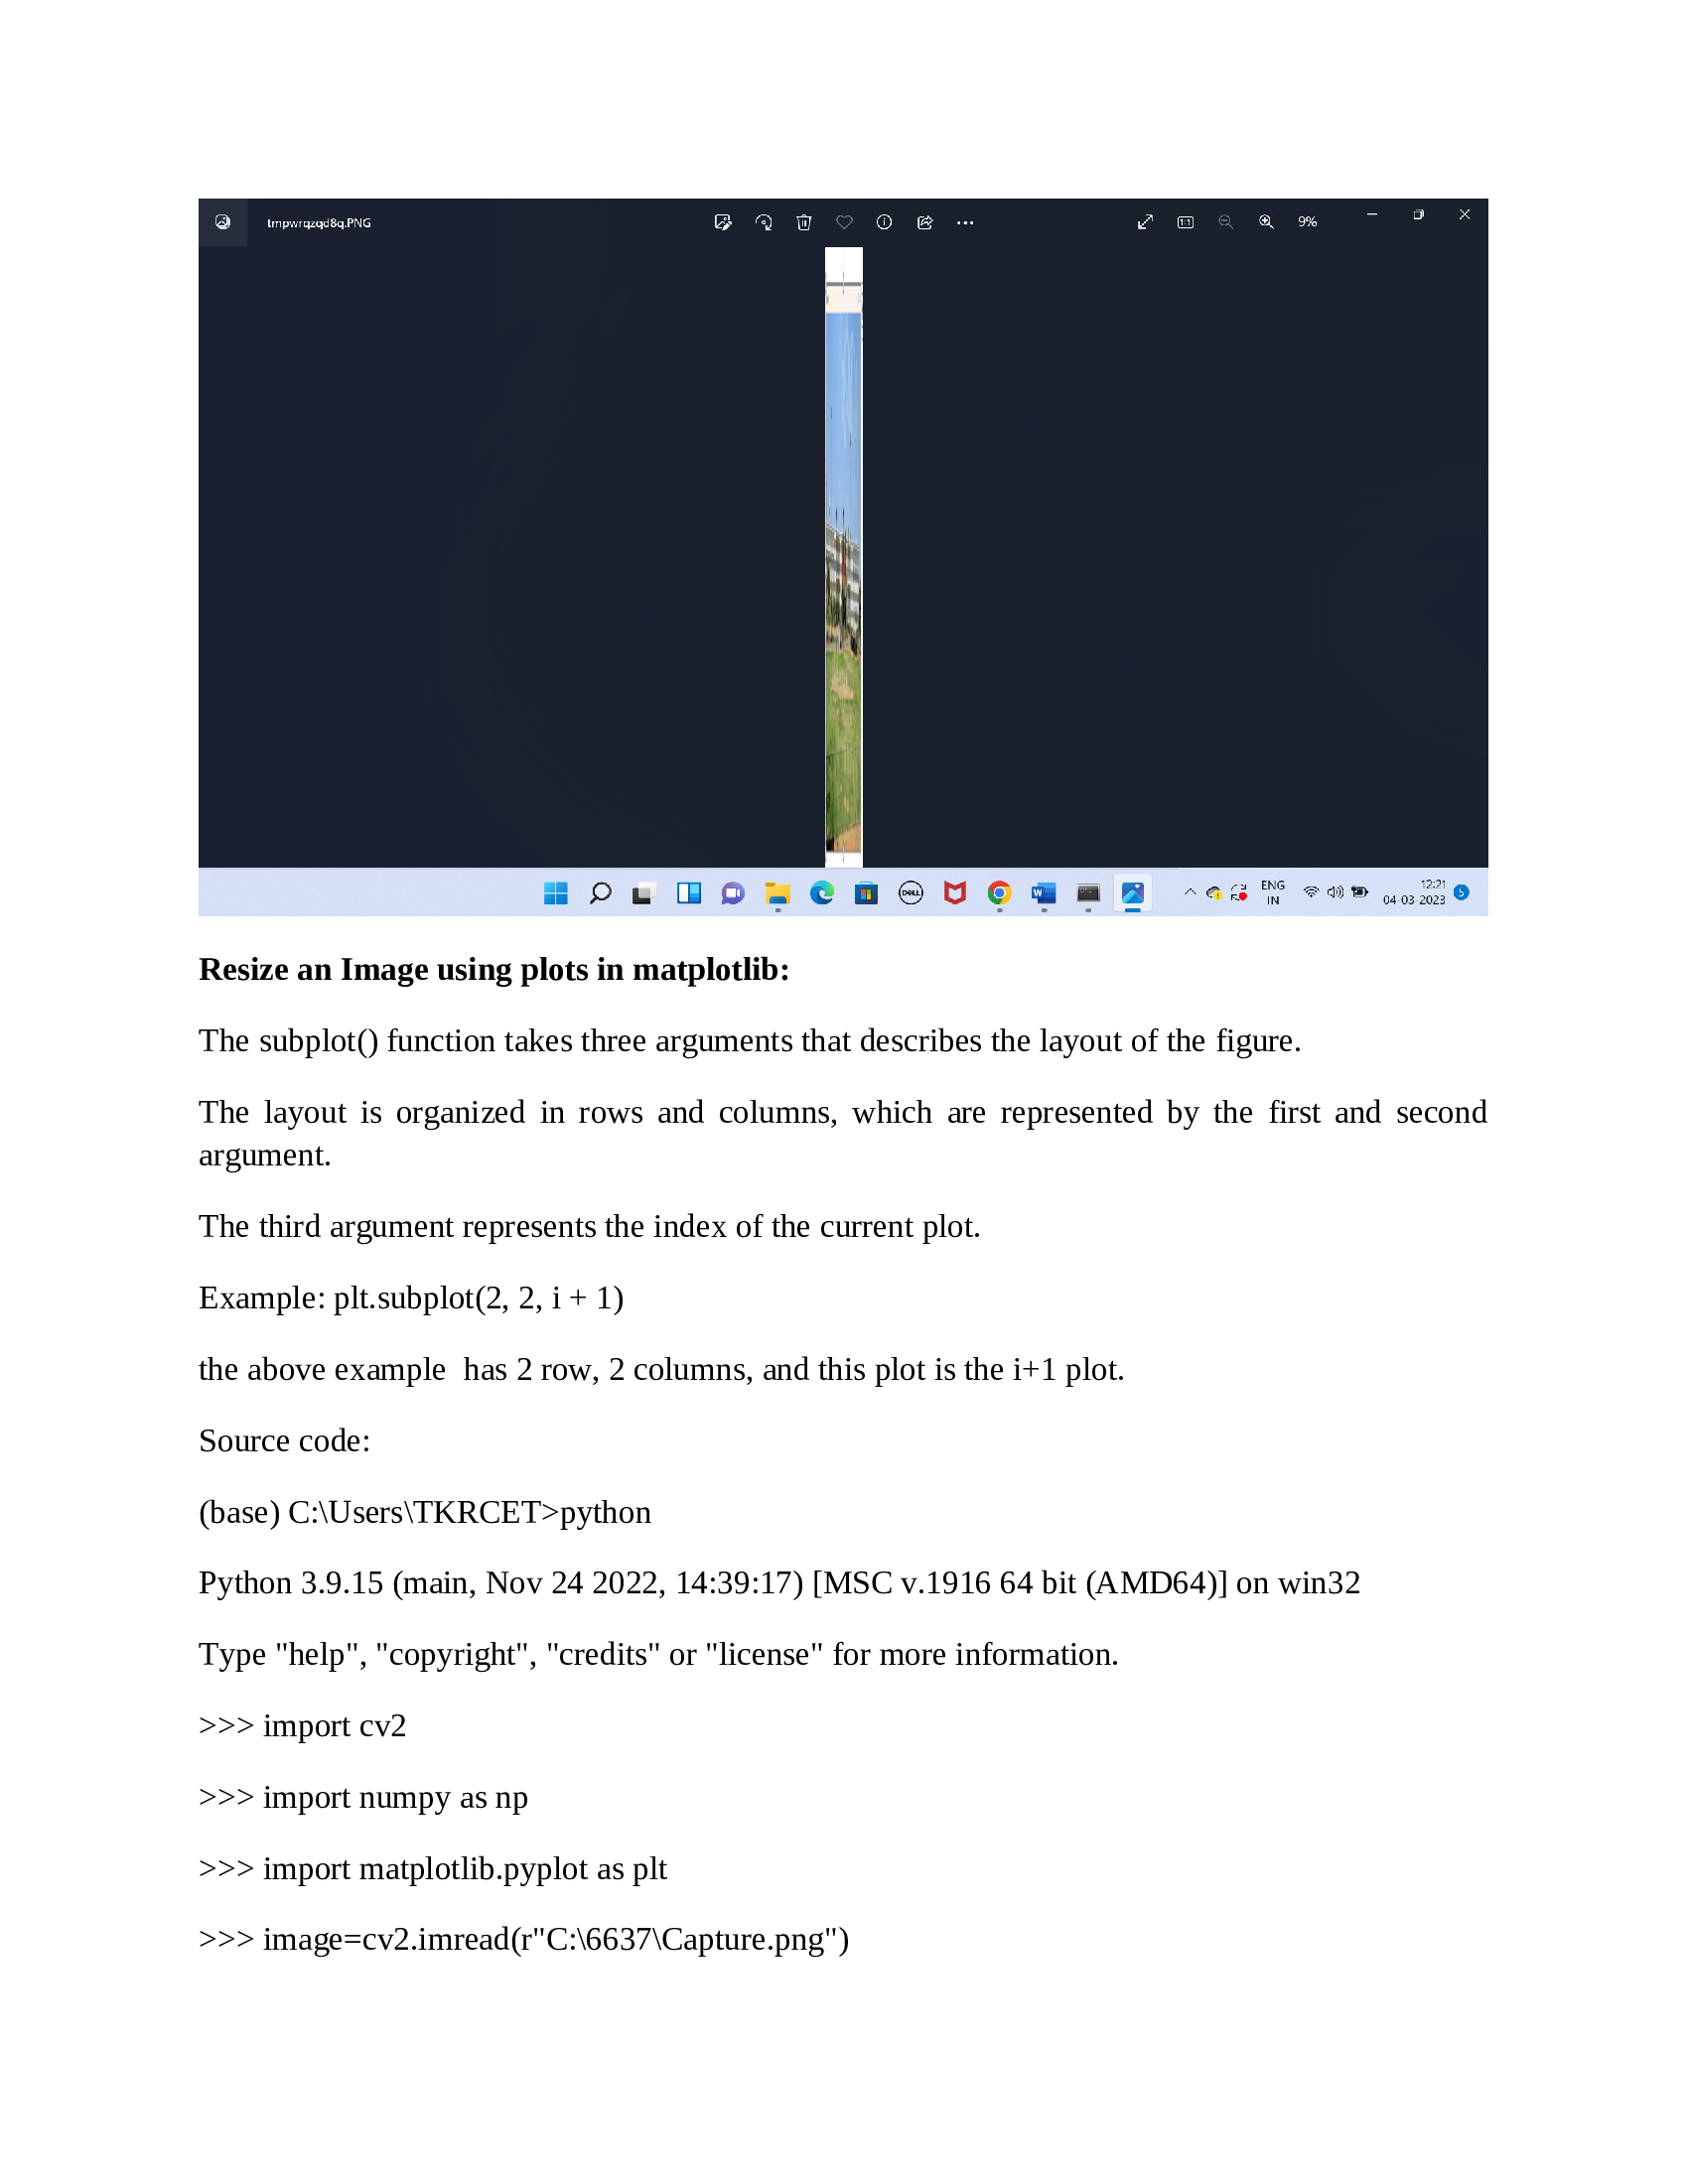 tmpwrqzqd8q.PNG
9%
ENG
IN
12:21
04-03-2023
5
Resize an Image using plots in matplotlib:
The subplot() function takes three arguments that describes the layout of the figure.
The layout is organized in rows and columns, which are represented by the first and second
argument.
The third argument represents the index of the current plot.
Example: plt.subplot(2, 2, i + 1)
the above example  has 2 row, 2 columns, and this plot is the i+1 plot.
Source code:
(base) C:\Users\TKRCET>python
Python 3.9.15 (main, Nov 24 2022, 14:39:17) [MSC v.1916 64 bit (AMD64)] on win32
Type "help", "copyright", "credits" or "license" for more information.
>>> import cv2
>>> import numpy as np
>>> import matplotlib.pyplot as plt
>>> image=cv2.imread(r"C:\6637\Capture.png")